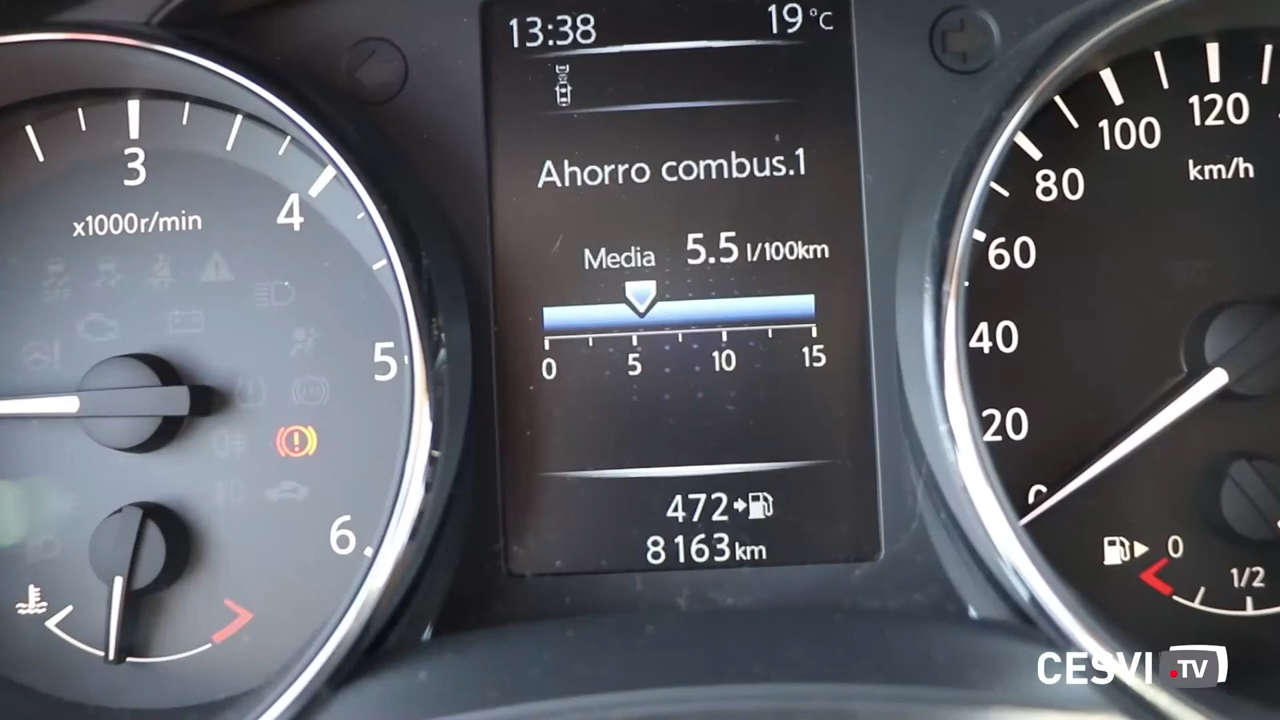 13:38
19°C
Ahorro combus.1
Media 5.5 l/100km
0 5 10 15
472
8163 km
3
4
5
6
x1000r/min
0
20
40
60
80
100
120
km/h
0
1/2
CESVI.TV